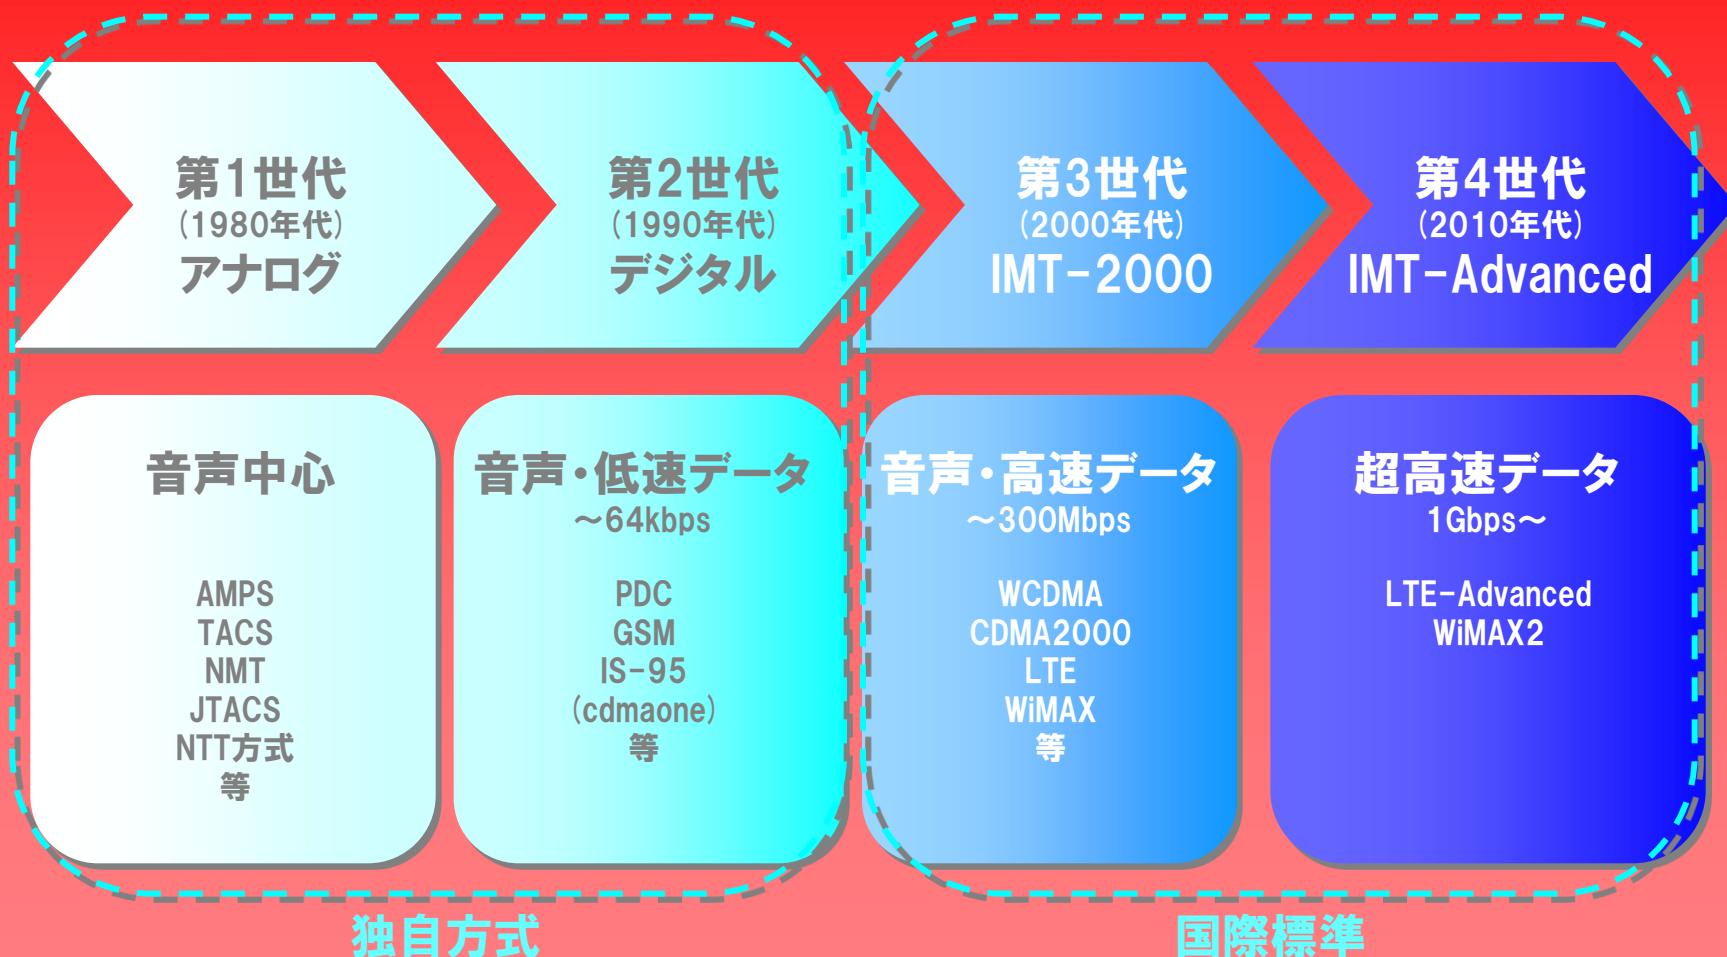 第1世代
(1980年代)
アナログ
第2世代
(1990年代)
デジタル
第3世代
(2000年代)
IMT-2000
第4世代
(2010年代)
IMT-Advanced
音声中心
AMPS
TACS
NMT
JTACS
NTT方式
等
音声・低速データ
～64kbps
PDC
GSM
IS-95
(cdmaone)
等
音声・高速データ
～300Mbps
WCDMA
CDMA2000
LTE
WiMAX
等
超高速データ
1Gbps～
LTE-Advanced
WiMAX2
独自方式
国際標準